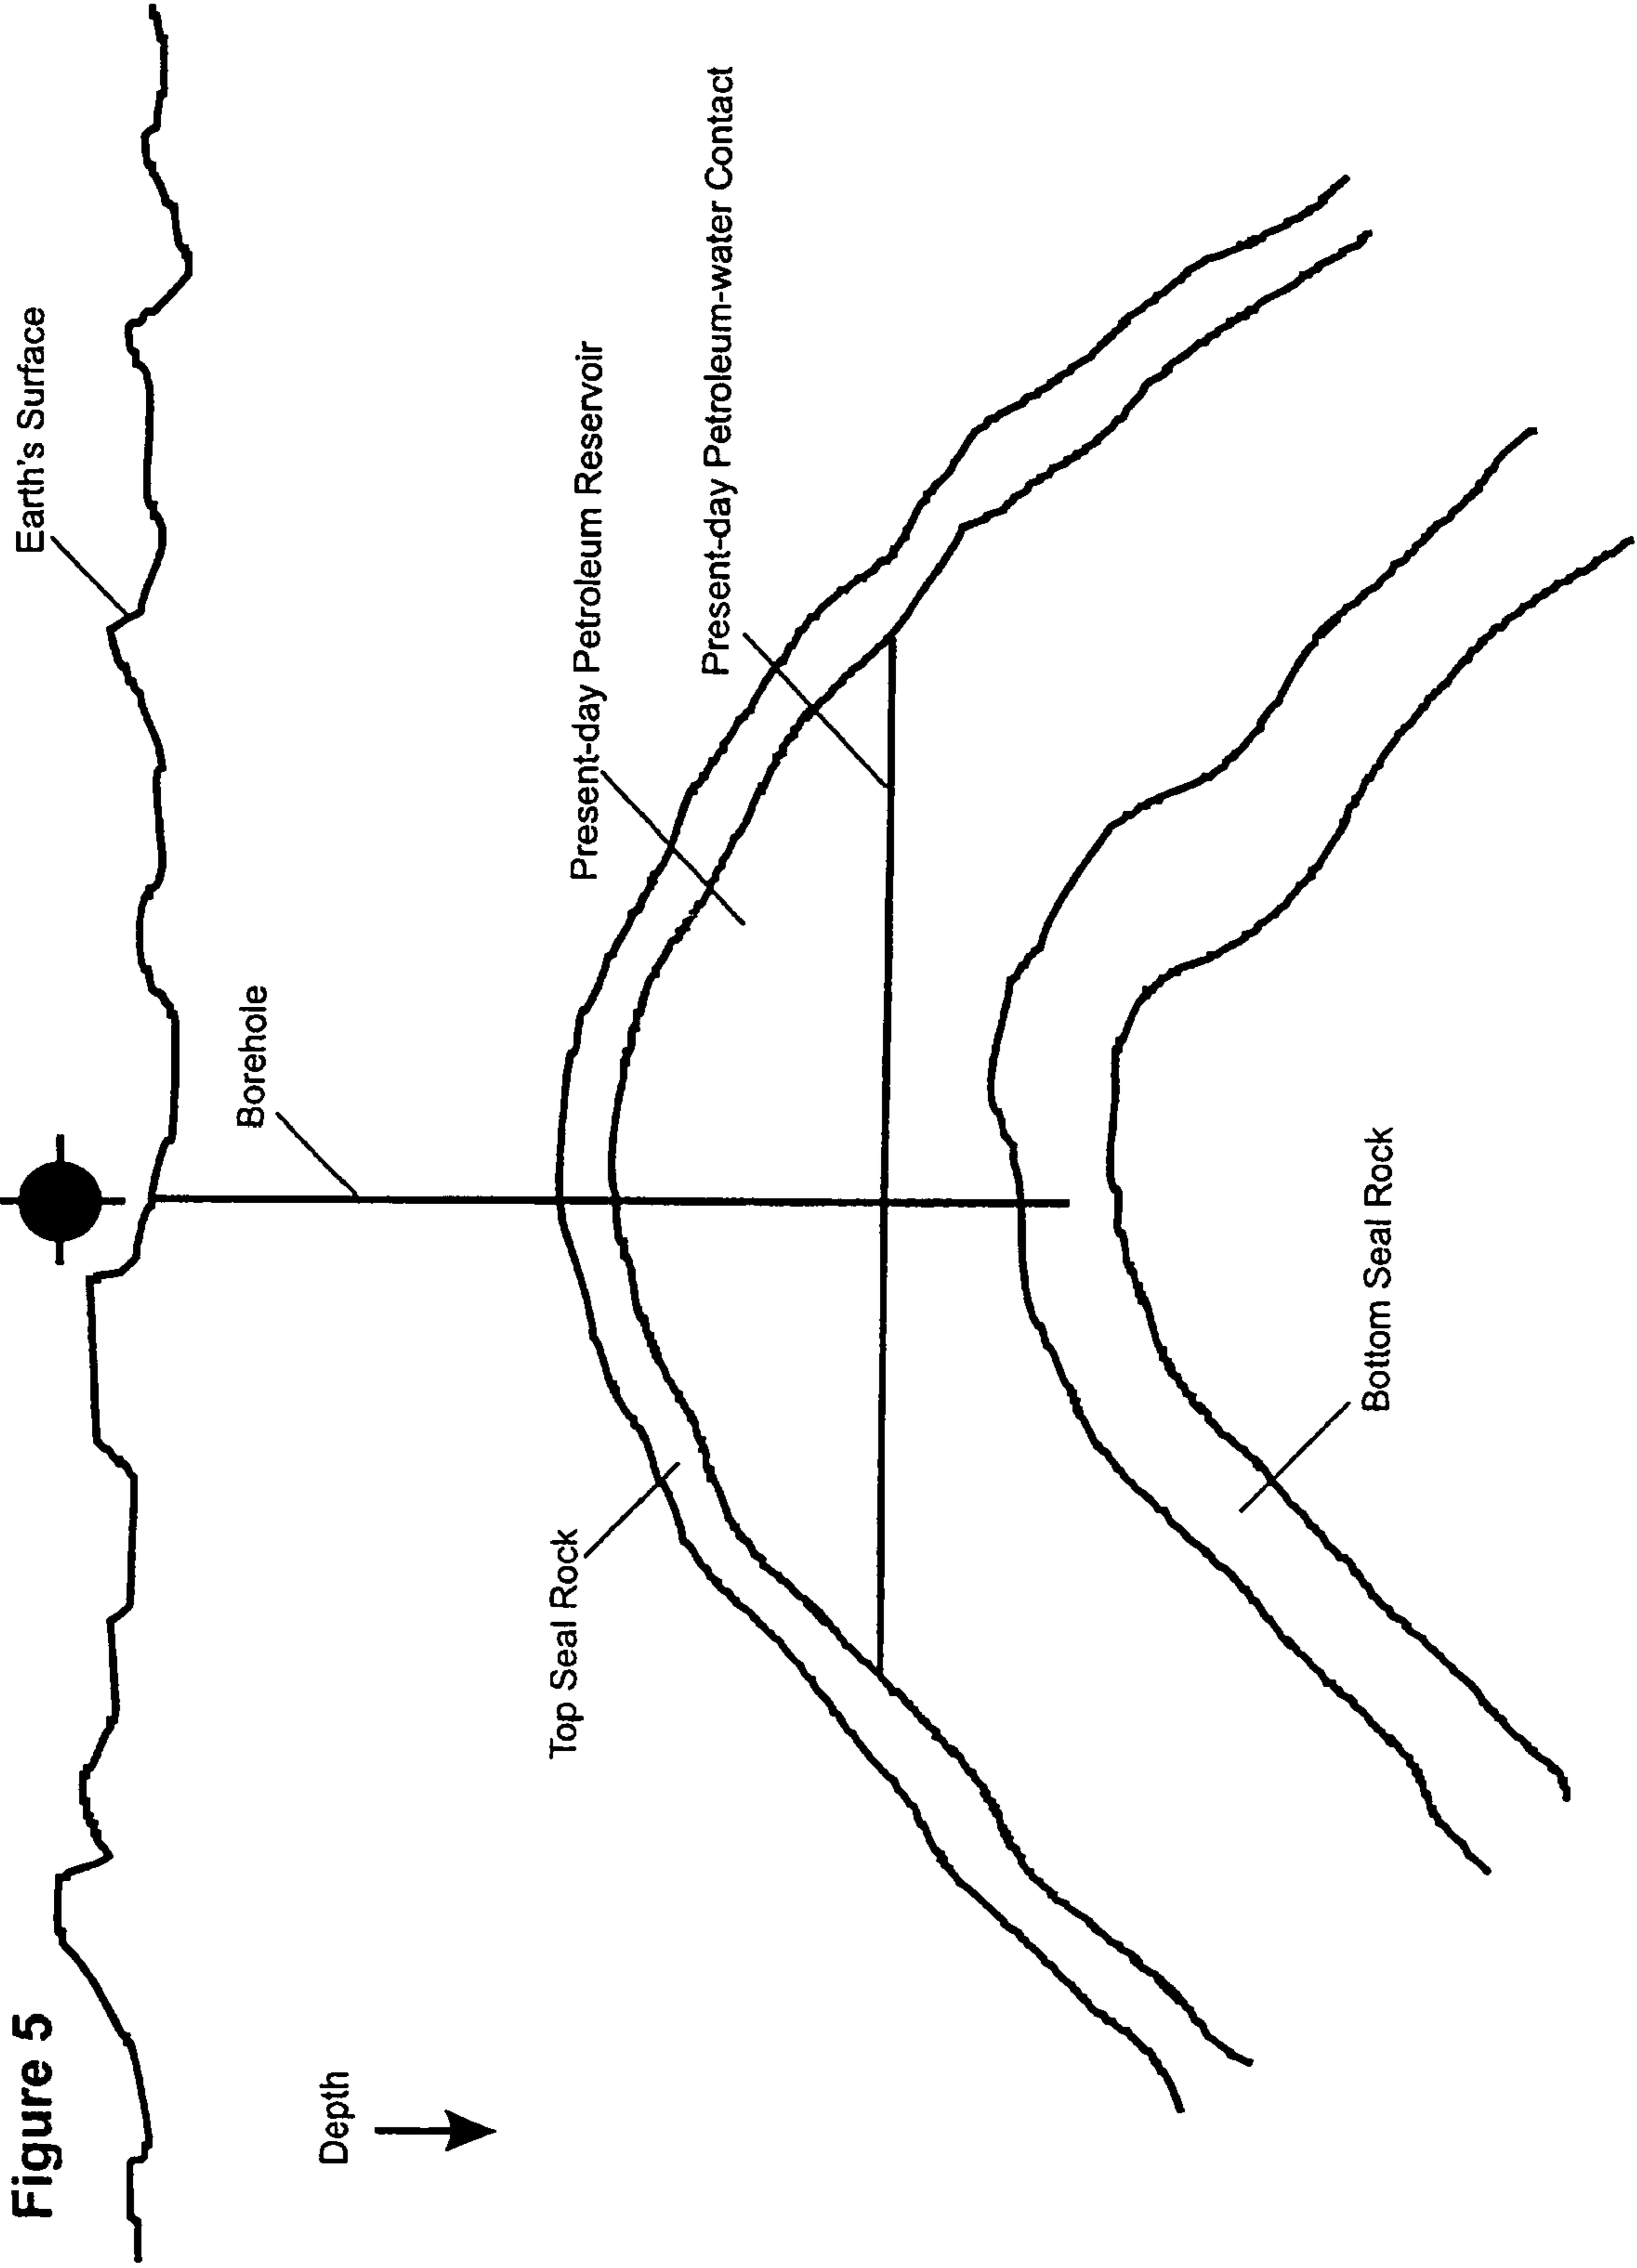 Figure 5
Earth's Surface
Depth
Borehole
Top Seal Rock
Present-day Petroleum Reservoir
Present-day Petroleum-water Contact
Bottom Seal Rock